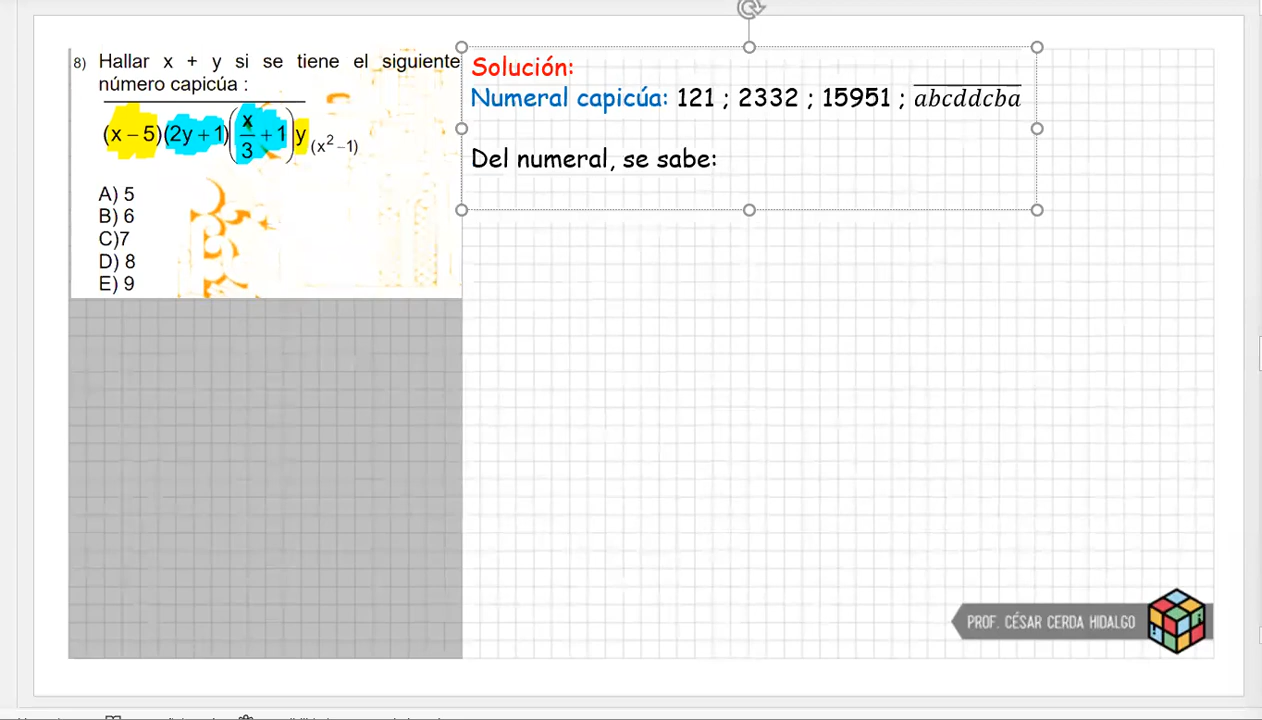 8) Hallar x + y si se tiene el siguiente
número capicúa :
(x – 5)(2y + 1)(x/3 + 1)y (x² –1)
A) 5
B) 6
C)7
D) 8
E) 9
Solución:
Numeral capicúa: 121 ; 2332 ; 15951 ; abcddcba
Del numeral, se sabe:
PROF. CÉSAR CERDA HIDALGO